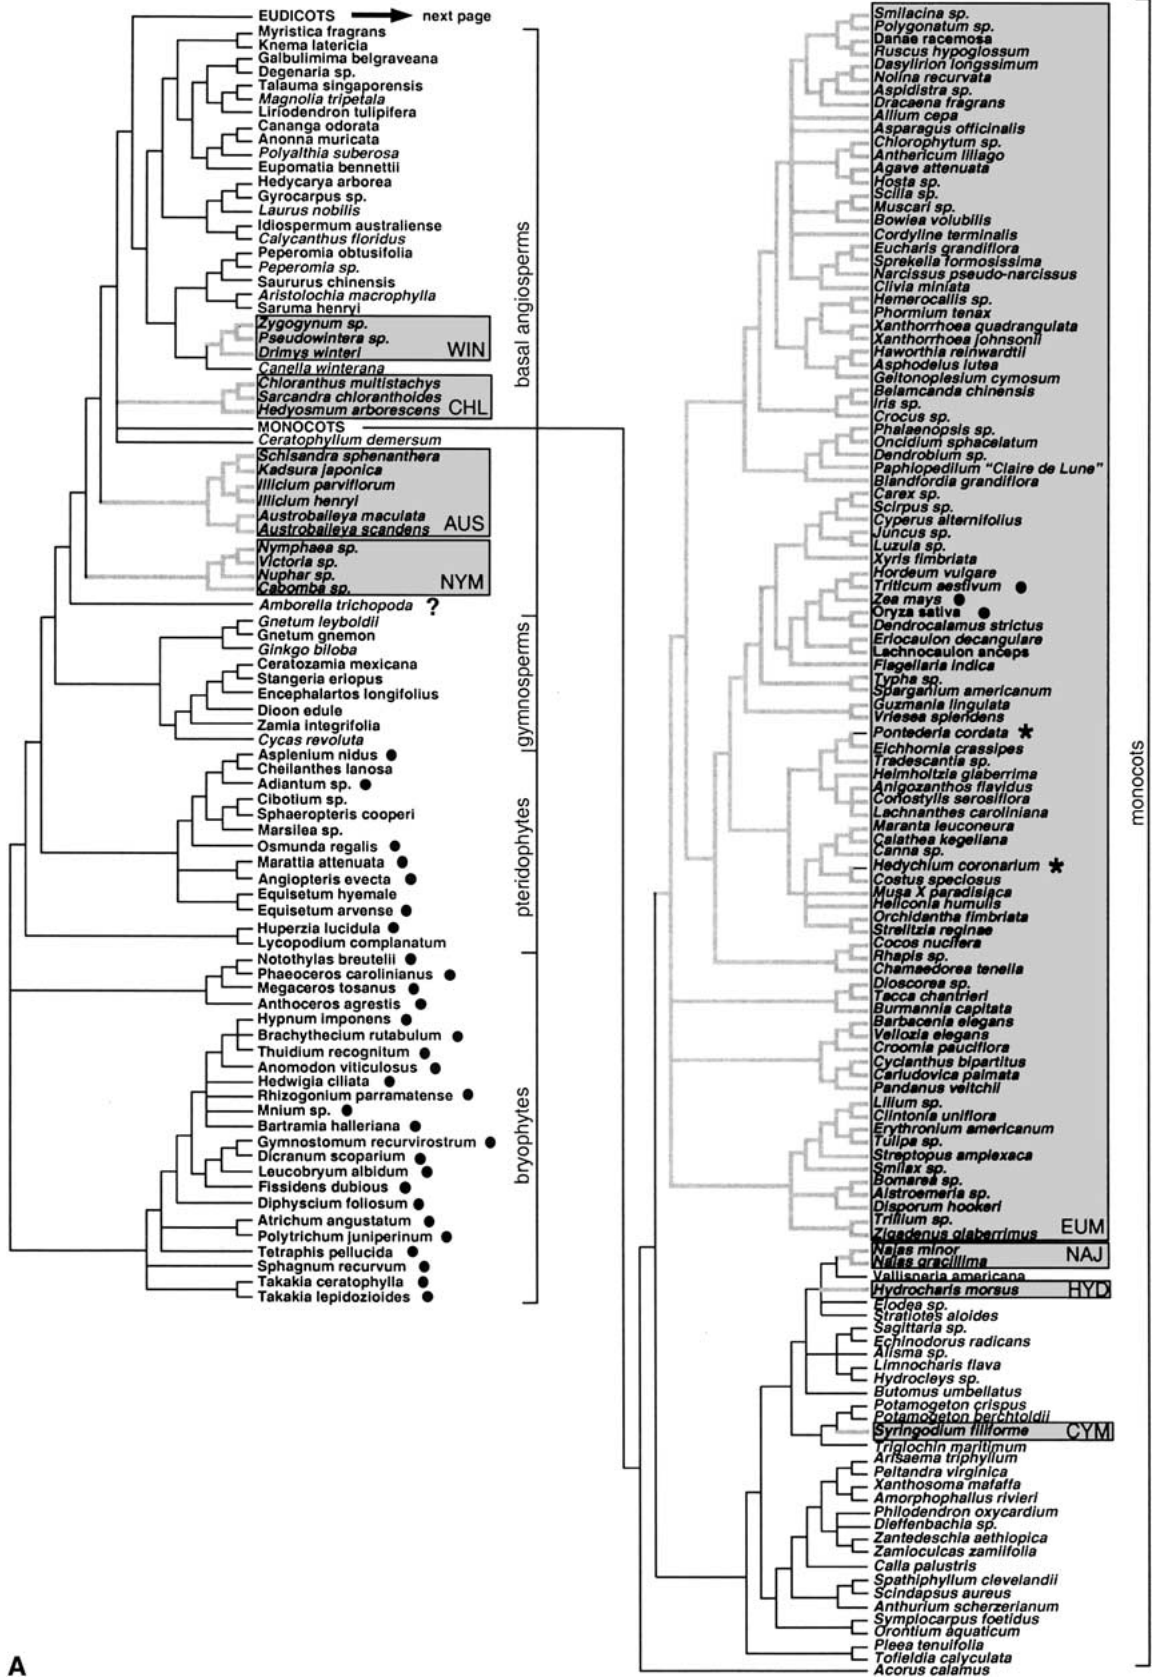 EUDICOTS next page
Myristica fragrans
Knema latericia
Galbulimima belgraveana
Degenaria sp.
Talauma singaporensis
Magnolia tripetala
Liriodendron tulipifera
Cananga odorata
Anonna muricata
Polyalthia suberosa
Eupomatia bennettii
Hedycarya arborea
Gyrocarpus sp.
Laurus nobilis
Idiospermum australiense
Calycanthus floridus
Peperomia obtusifolia
Peperomia sp.
Saururus chinensis
Aristolochia macrophylla
Saruma henryi
Zygogynum sp.
Pseudowintera sp.
Drimys winteri
WIN
Canella winterana
Chloranthus multistachys
Sarcandra chloranthoides
Hedyosmum arborescens
CHL
MONOCOTS
Ceratophyllum demersum
Schisandra sphenanthera
Kadsura japonica
Illicium parviflorum
Illicium henryi
Austrobaileya maculata
Austrobaileya scandens
AUS
Nymphaea sp.
Victoria sp.
Nuphar sp.
Cabomba sp.
NYM
Amborella trichopoda ?
basal angiosperms
Gnetum leyboldii
Gnetum gnemon
Ginkgo biloba
Ceratozamia mexicana
Stangeria eriopus
Encephalartos longifolius
Dioon edule
Zamia integrifolia
Cycas revoluta
gymnosperms
Asplenium nidus ●
Cheilanthes lanosa
Adiantum sp. ●
Cibotium sp.
Sphaeropteris cooperi
Marsilea sp.
Osmunda regalis ●
Marattia attenuata ●
Angiopteris evecta ●
Equisetum hyemale
Equisetum arvense ●
Huperzia lucidula ●
Lycopodium complanatum
pteridophytes
Notothylas breutelii ●
Phaeoceros carolinianus ●
Megaceros tosanus ●
Anthoceros agrestis ●
Hypnum imponens ●
Brachythecium rutabulum ●
Thuidium recognitum ●
Anomodon viticulosus ●
Hedwigia ciliata ●
Rhizogonium parramatense ●
Mnium sp. ●
Bartramia halleriana ●
Gymnostomum recurvirostrum ●
Dicranum scoparium ●
Leucobryum albidum ●
Fissidens dubious ●
Diphyscium foliosum ●
Atrichum angustatum ●
Polytrichum juniperinum ●
Tetraphis pellucida ●
Sphagnum recurvum ●
Takakia ceratophylla ●
Takakia lepidozioides ●
bryophytes
Smilacina sp.
Polygonatum sp.
Danae racemosa
Ruscus hypoglossum
Dasylirion longssimum
Nolina recurvata
Aspidistra sp.
Dracaena fragrans
Allium cepa
Asparagus officinalis
Chlorophytum sp.
Anthericum liliago
Agave attenuata
Hosta sp.
Scilla sp.
Muscari sp.
Bowiea volubilis
Cordyline terminalis
Eucharis grandiflora
Sprekelia formosissima
Narcissus pseudo-narcissus
Clivia miniata
Hemerocallis sp.
Phormium tenax
Xanthorrhoea quadrangulata
Xanthorrhoea johnsonii
Haworthia reinwardtii
Asphodelus lutea
Geitonoplesium cymosum
Belamcanda chinensis
Iris sp.
Crocus sp.
Phalaenopsis sp.
Oncidium sphacelatum
Dendrobium sp.
Paphiopedilum “Claire de Lune”
Blandfordia grandiflora
Carex sp.
Scirpus sp.
Cyperus alternifolius
Juncus sp.
Luzula sp.
Xyris fimbriata
Hordeum vulgare
Triticum aestivum ●
Zea mays ●
Oryza sativa ●
Dendrocalamus strictus
Eriocaulon decangulare
Lachnocaulon anceps
Flagellaria indica
Typha sp.
Sparganium americanum
Guzmania lingulata
Vriesea splendens
Pontederia cordata *
Eichhornia crassipes
Tradescantia sp.
Helmholtzia glaberrima
Anigozanthos flavidus
Conostylis serosiflora
Lachnanthes caroliniana
Maranta leuconeura
Calathea kegeliana
Canna sp.
Hedychium coronarium *
Costus speciosus
Musa X paradisiaca
Heliconia humulis
Orchidantha fimbriata
Strelitzia reginae
Cocos nucifera
Rhapis sp.
Chamaedorea tenella
Dioscorea sp.
Tacca chantrieri
Burmannia capitata
Barbacenia elegans
Vellozia elegans
Croomia pauciflora
Cyclanthus bipartitus
Carludovica palmata
Pandanus veitchii
Lilium sp.
Clintonia uniflora
Erythronium americanum
Tulipa sp.
Streptopus amplexaca
Smilax sp.
Bomarea sp.
Alstroemeria sp.
Disporum hookeri
Trillium sp.
Zigadenus glaberrimus
EUM
Najas minor
Najas gracillima
NAJ
Vallisneria americana
Hydrocharis morsus HYD
Elodea sp.
Stratiotes aloides
Sagittaria sp.
Echinodorus radicans
Alisma sp.
Limnocharis flava
Hydrocleys sp.
Butomus umbellatus
Potamogeton crispus
Potamogeton berchtoldii
Syringodium filiforme CYM
Triglochin maritimum
Arisaema triphyllum
Peltandra virginica
Xanthosoma mafaffa
Amorphophallus rivieri
Philodendron oxycardium
Dieffenbachia sp.
Zantedeschia aethiopica
Zamioculcas zamiifolia
Calla palustris
Spathiphyllum clevelandii
Scindapsus aureus
Anthurium scherzerianum
Symplocarpus foetidus
Orontium aquaticum
Pleea tenuifolia
Tofieldia calyculata
Acorus calamus
monocots
A